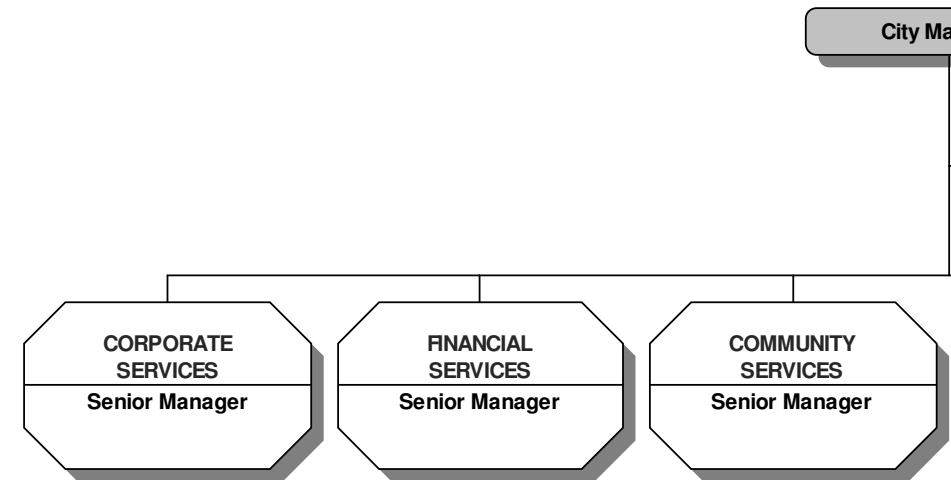 City Ma
CORPORATE
SERVICES
Senior Manager
FINANCIAL
SERVICES
Senior Manager
COMMUNITY
SERVICES
Senior Manager